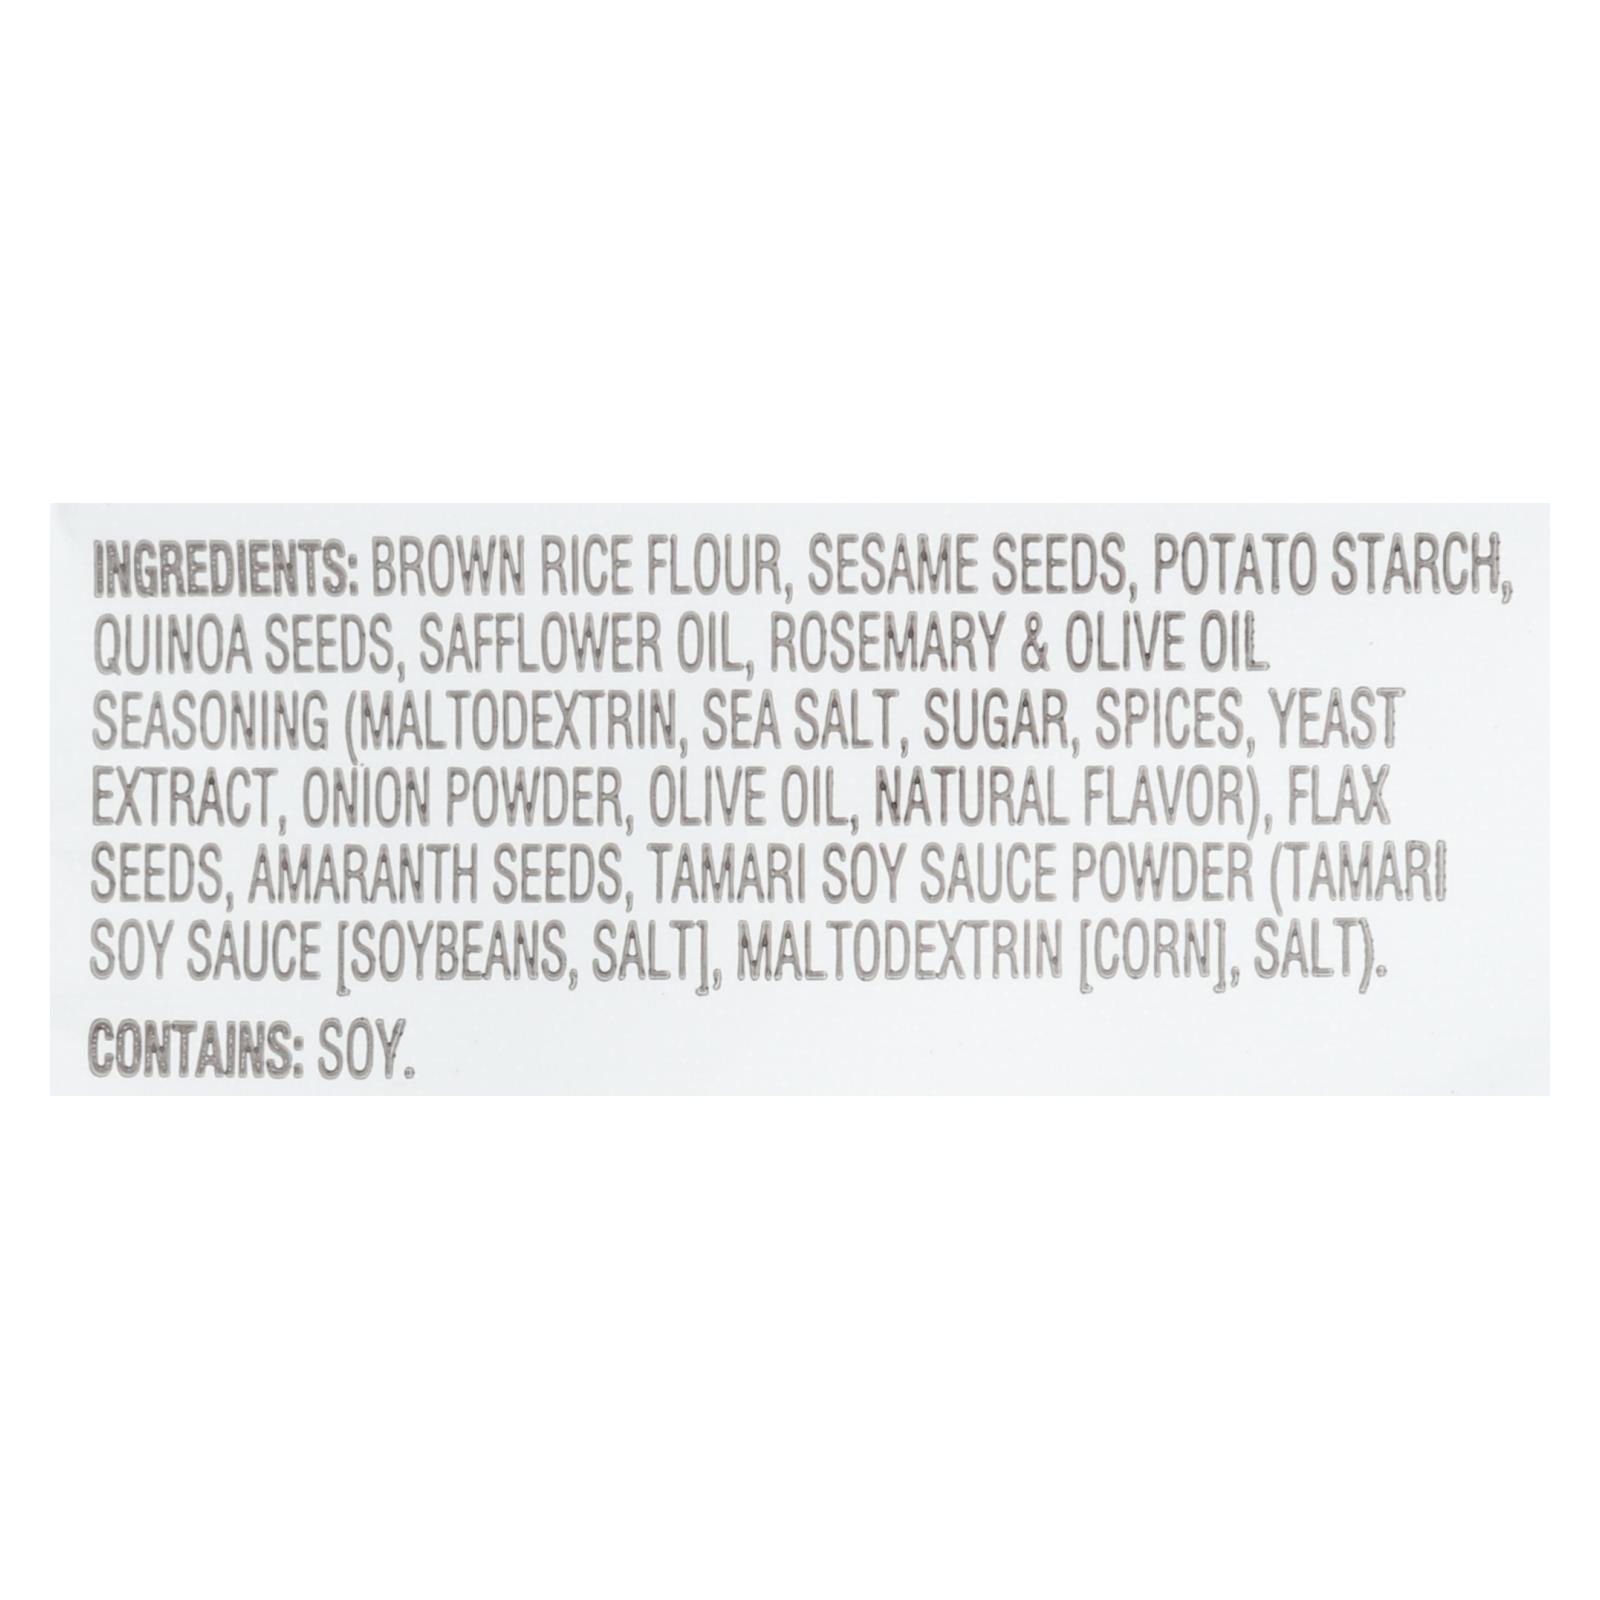 INGREDIENTS: BROWN RICE FLOUR, SESAME SEEDS, POTATO STARCH,
QUINOA SEEDS, SAFFLOWER OIL, ROSEMARY & OLIVE OIL
SEASONING (MALTODEXTRIN, SEA SALT, SUGAR, SPICES, YEAST
EXTRACT, ONION POWDER, OLIVE OIL, NATURAL FLAVOR), FLAX
SEEDS, AMARANTH SEEDS, TAMARI SOY SAUCE POWDER (TAMARI
SOY SAUCE [SOYBEANS, SALT], MALTODEXTRIN [CORN], SALT).
CONTAINS: SOY.